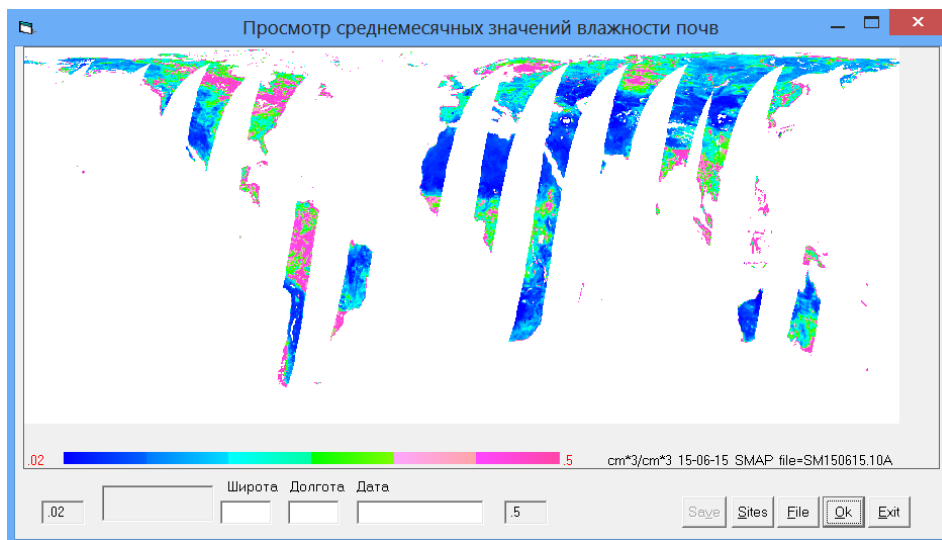 Просмотр среднемесячных значений влажности почв
.02 .5 cm*3/cm*3 15-06-15 SMAP file=SM150615.10A
Широта Долгота Дата
.02 .5 Save Sites File Ok Exit